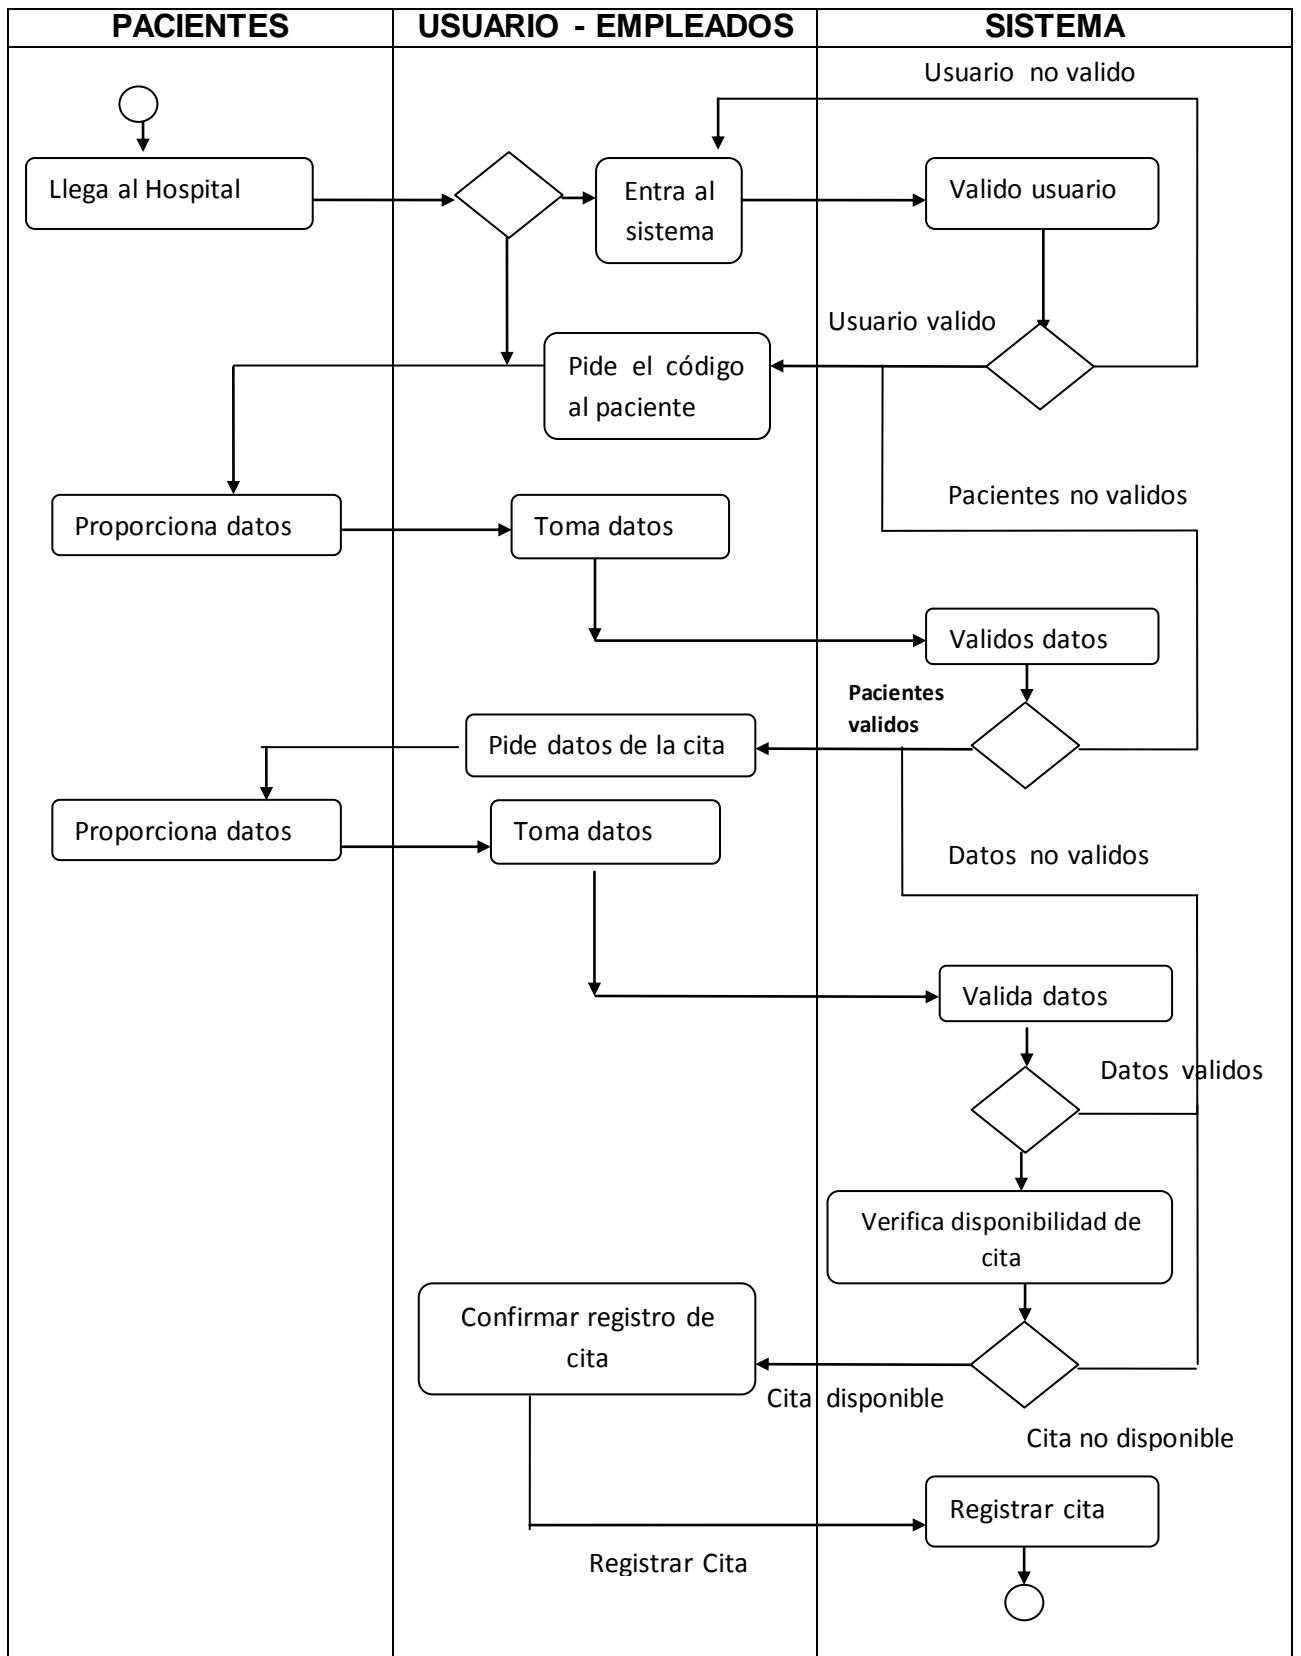 PACIENTES
USUARIO - EMPLEADOS
SISTEMA
Usuario no valido
Llega al Hospital
Entra al
sistema
Valido usuario
Usuario valido
Pide el código
al paciente
Pacientes no validos
Proporciona datos
Toma datos
Validos datos
Pacientes
validos
Pide datos de la cita
Proporciona datos
Toma datos
Datos no validos
Valida datos
Datos validos
Verifica disponibilidad de
cita
Confirmar registro de
cita
Cita disponible
Cita no disponible
Registrar cita
Registrar Cita